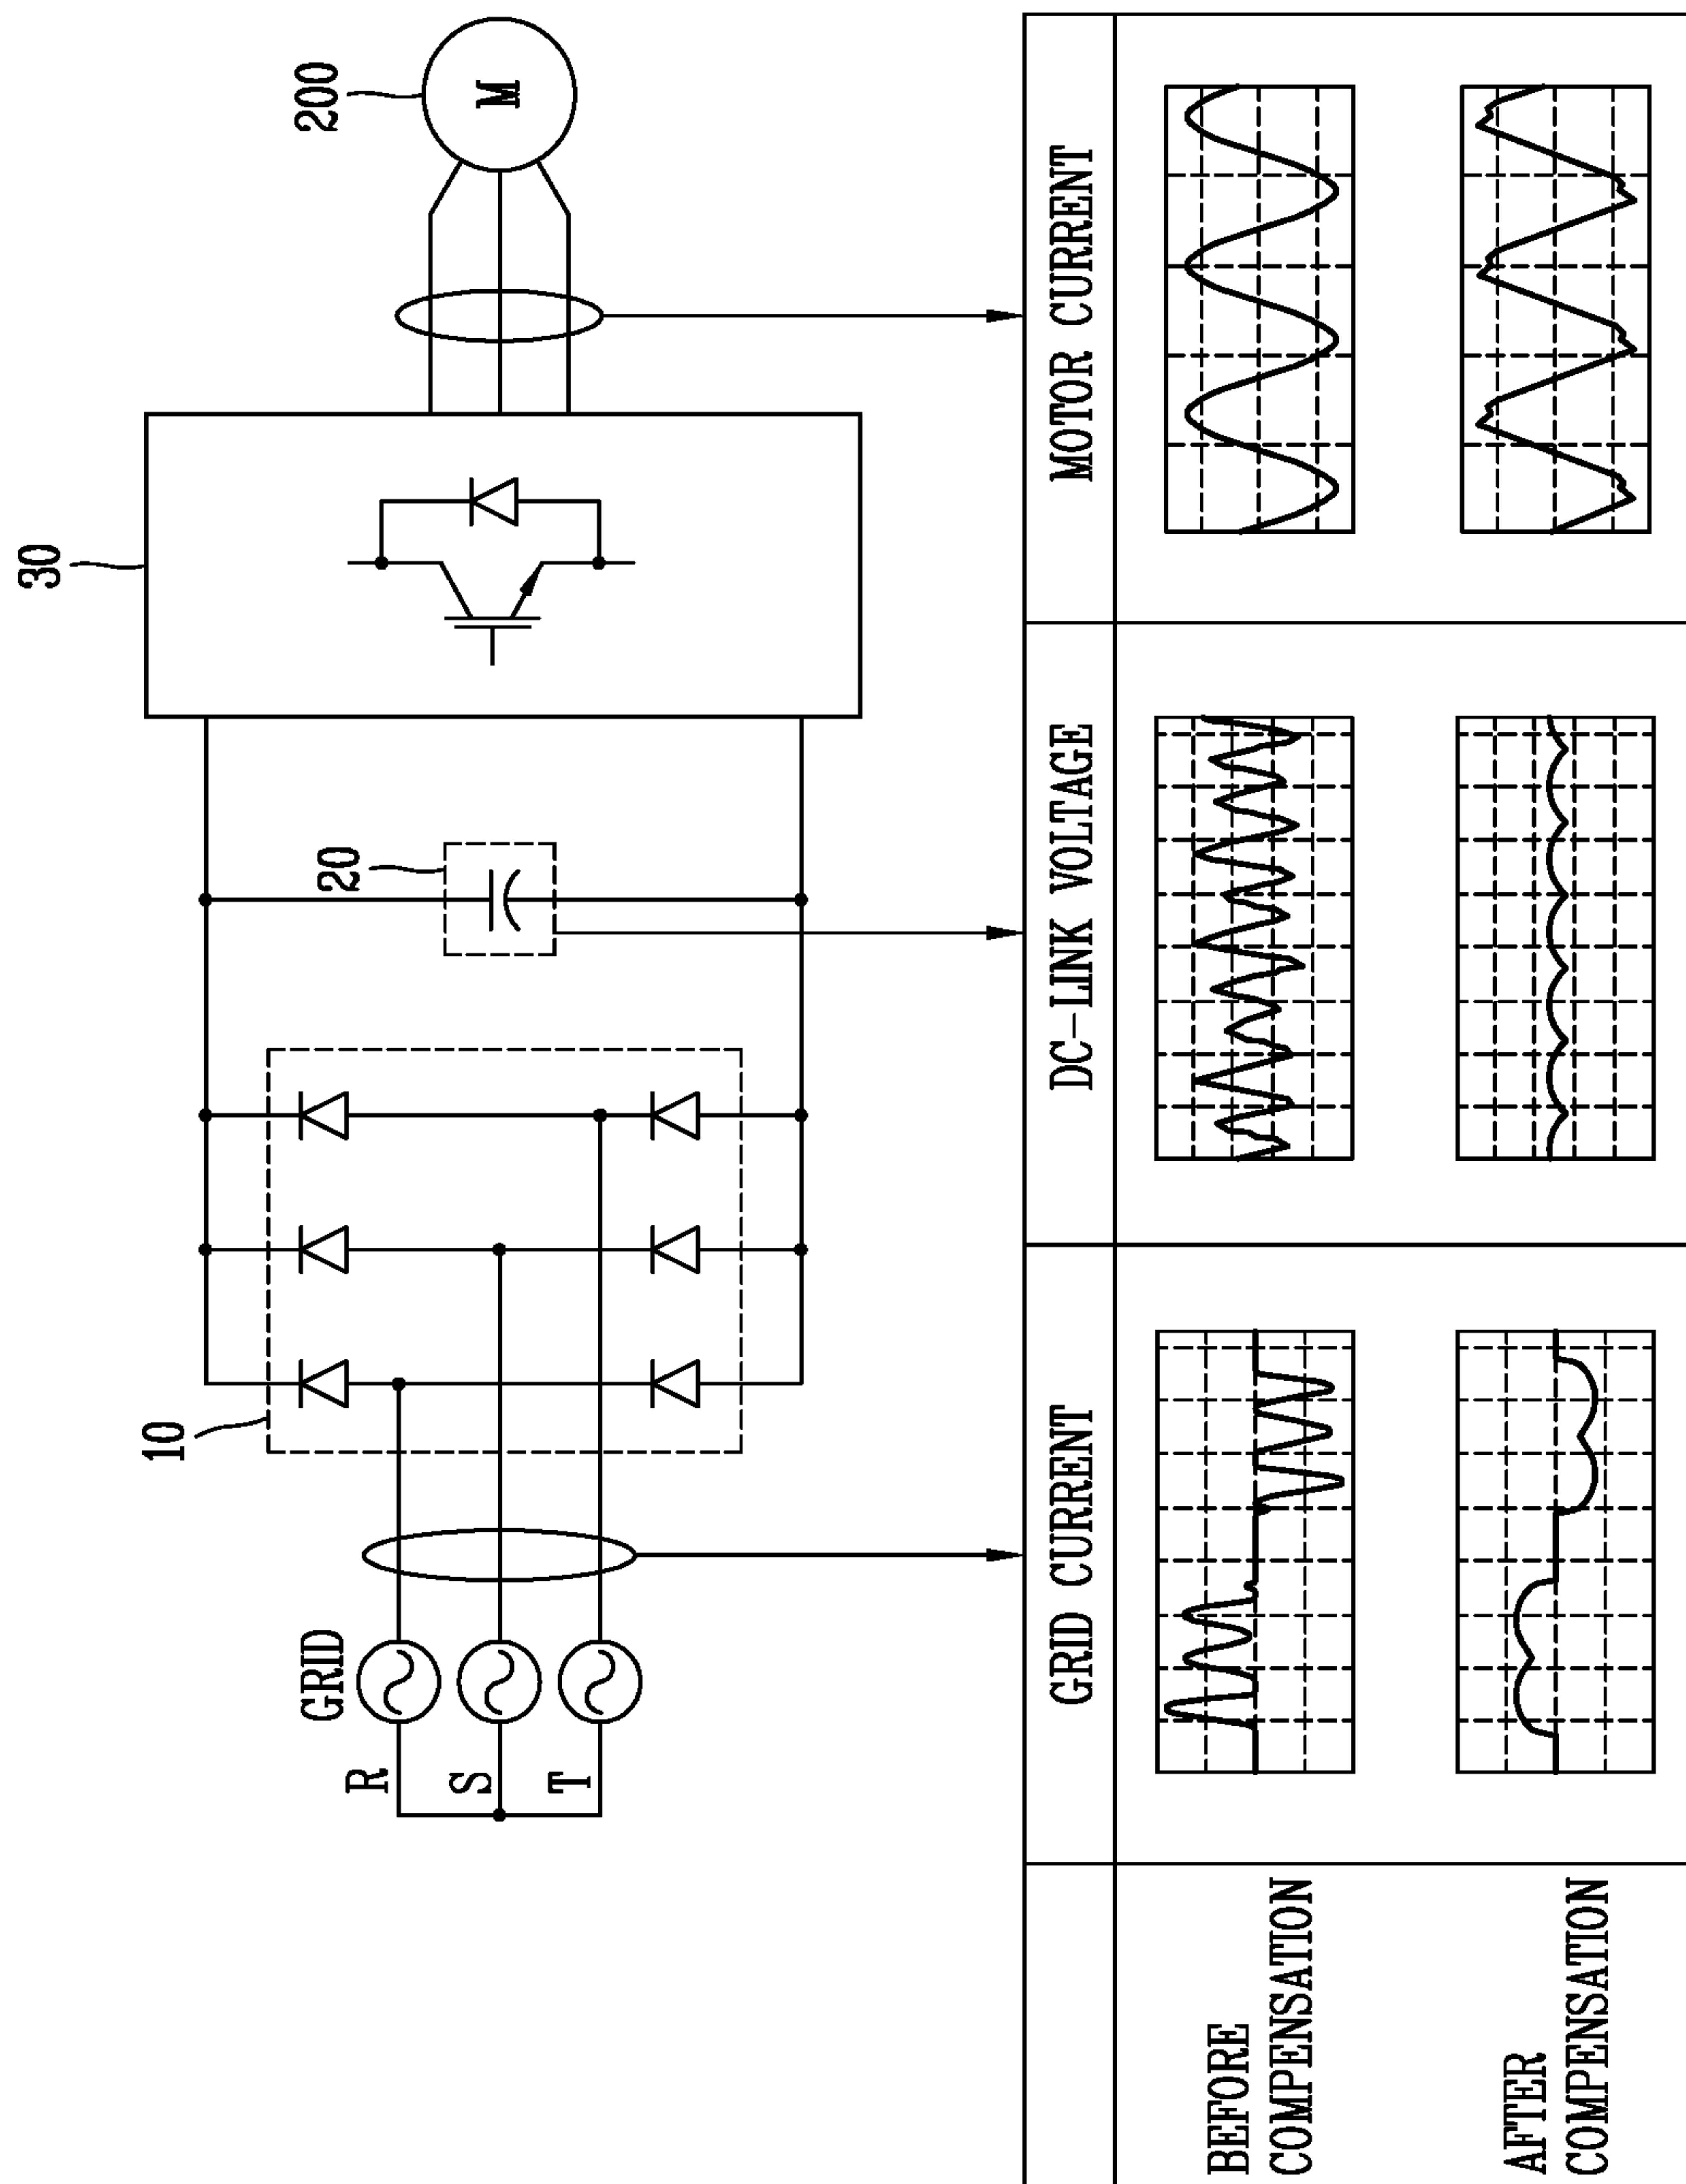 30
200
20
10
GRID
R
S
T
M
GRID CURRENT
DC-LINK VOLTAGE
MOTOR CURRENT
BEFORE
COMPENSATION
AFTER
COMPENSATION